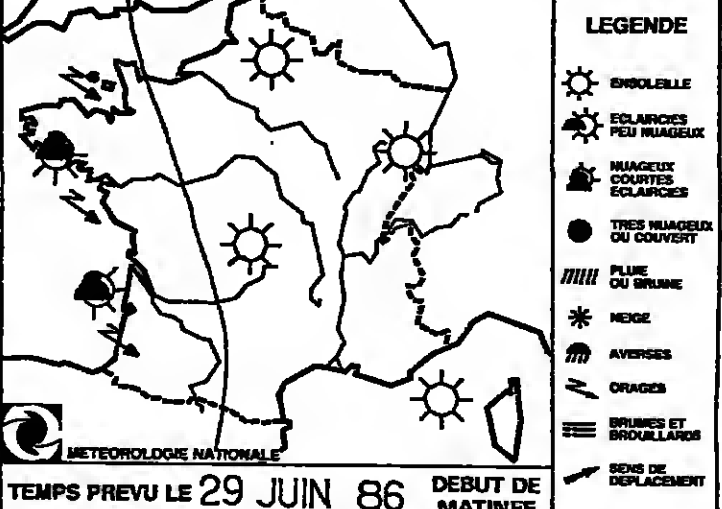 LEGENDE
ENSOLEILLE
ECLAIRCIES
PEU NUAGEUX
NUAGEUX
COURTES
ECLAIRCIES
TRES NUAGEUX
OU COUVERT
PLUIE
OU BRUINE
NEIGE
AVERSES
ORAGES
BRUMES ET
BROUILLARDS
SENS DE
DEPLACEMENT
METEOROLOGIE NATIONALE
TEMPS PREVU LE 29 JUIN 86 DEBUT DE
MATINEE